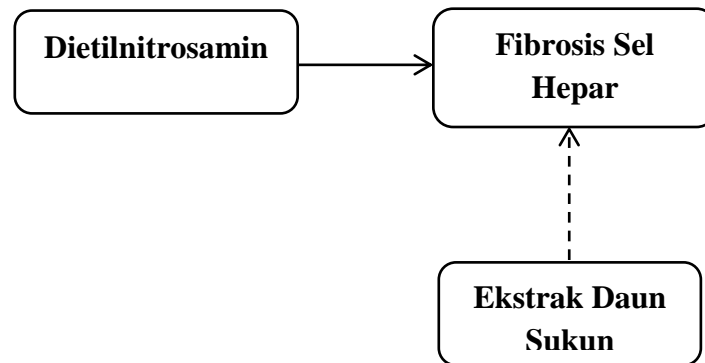 Dietilnitrosamin
Fibrosis Sel
Hepar
Ekstrak Daun
Sukun